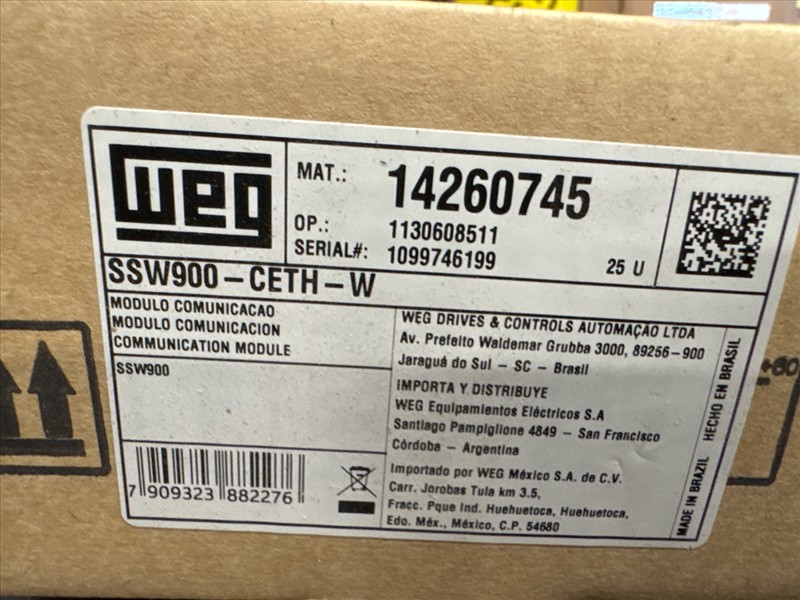 WEG
MAT.: 14260745
OP.: 1130608511
SERIAL#: 1099746199
25 U
SSW900-CETH-W
MODULO COMUNICACAO
MODULO COMUNICACION
COMMUNICATION MODULE
SSW900
7 909323 882276
WEG DRIVES & CONTROLS AUTOMAÇAO LTDA
Av. Prefeito Waldemar Grubba 3000, 89256-900
Jaraguá do Sul - SC - Brasil
IMPORTA Y DISTRIBUYE
WEG Equipamientos Eléctricos S.A
Santiago Pampiglione 4849 - San Francisco
Córdoba - Argentina
Importado por WEG México S.A. de C.V.
Carr. Jorobas Tula km 3.5,
Fracc. Pque Ind. Huehuetoca, Huehuetoca,
Edo. Méx., México, C.P. 54680
MADE IN BRAZIL HECHO EN BRASIL
+60